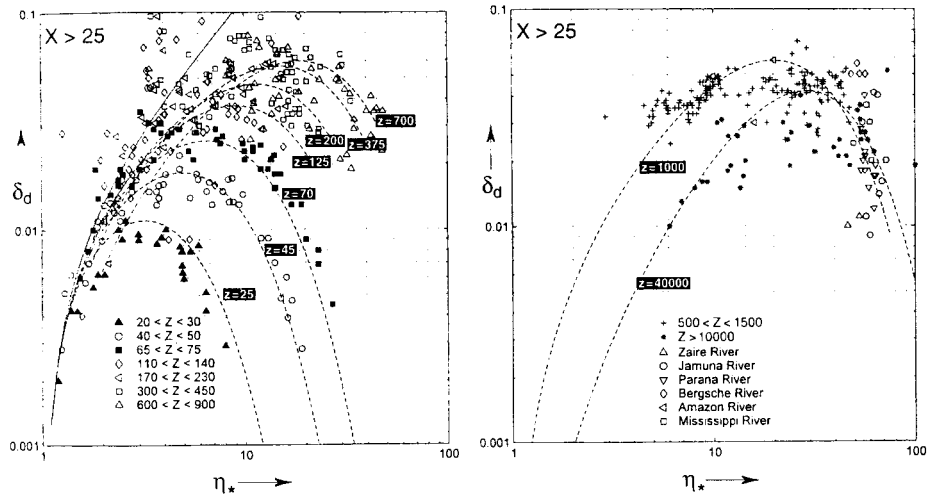 0.1
X > 25
δd
0.01
0.001
1
10
100
η*
z=700
z=375
z=200
z=125
z=70
z=45
z=25
20 < Z < 30
40 < Z < 50
65 < Z < 75
110 < Z < 140
170 < Z < 230
300 < Z < 450
600 < Z < 900
0.1
X > 25
δd
0.01
0.001
1
10
100
η*
z=1000
z=40000
500 < Z < 1500
Z > 10000
Zaire River
Jamuna River
Parana River
Bergsche River
Amazon River
Mississippi River